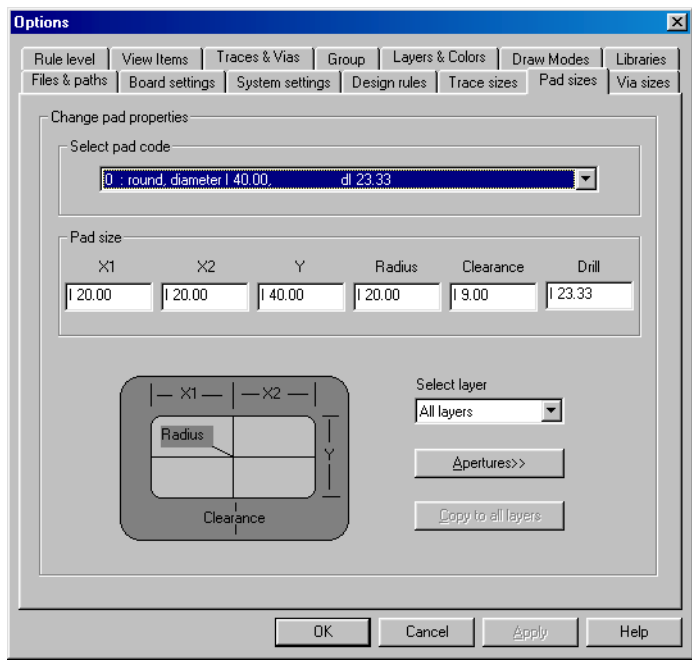 Options
Rule level View Items Traces & Vias Group Layers & Colors Draw Modes Libraries
Files & paths Board settings System settings Design rules Trace sizes Pad sizes Via sizes
Change pad properties
Select pad code
0 : round, diameter I 40.00, dI 23.33
Pad size
X1 X2 Y Radius Clearance Drill
I 20.00 I 20.00 I 40.00 I 20.00 I 9.00 I 23.33
X1 X2
Radius
Y
Clearance
Select layer
All layers
Apertures>>
Copy to all layers
OK Cancel Apply Help